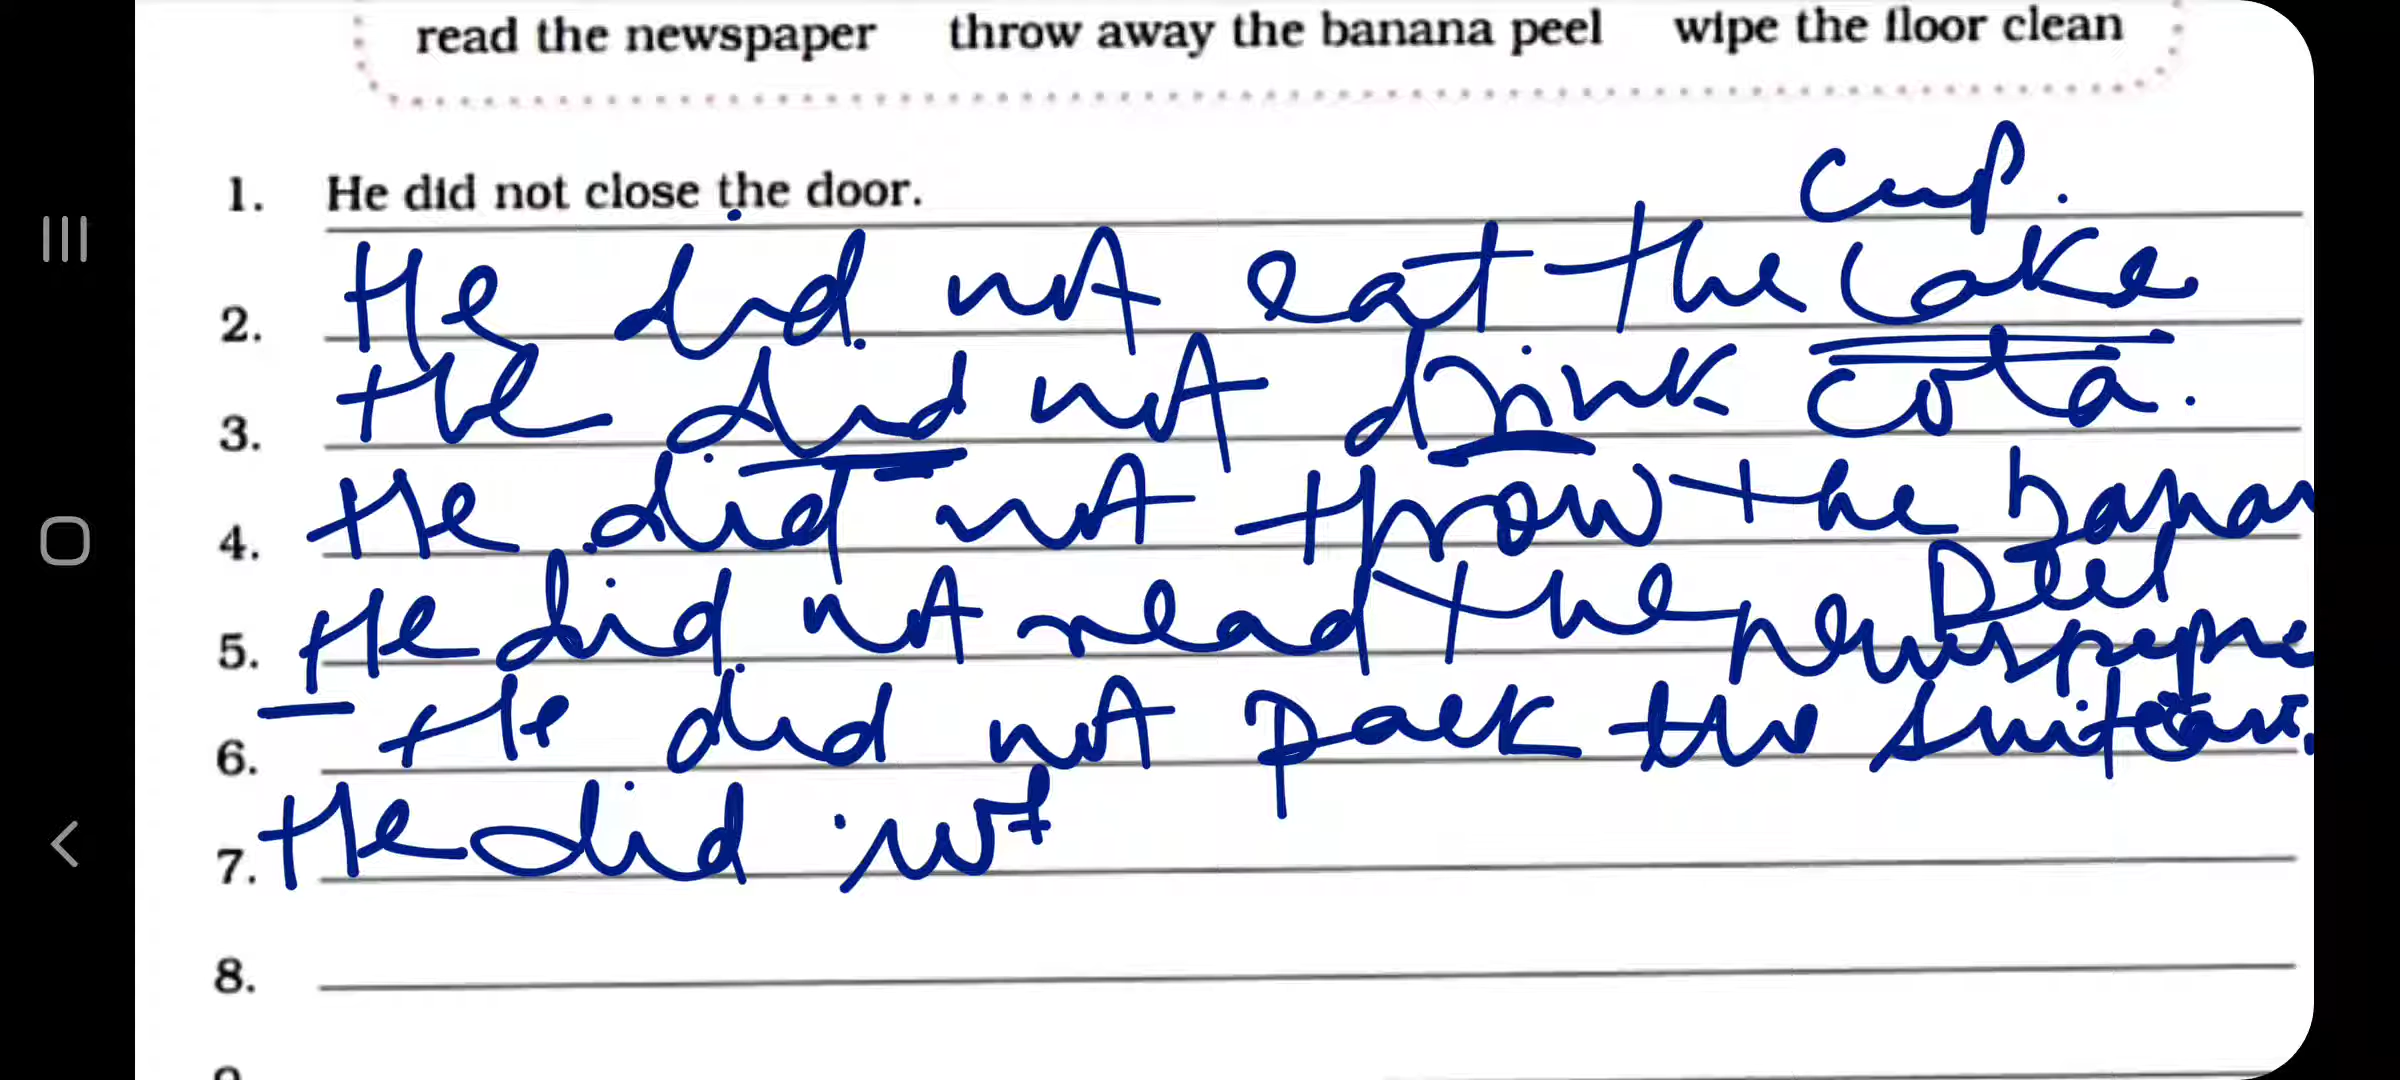 read the newspaper throw away the banana peel wipe the floor clean
1. He did not close the door.
cup.
2. He did not eat the cake
3. He did not drink cola.
4. He did not throw the banan
peel
5. He did not read the newspape
6. - He did not pack the suitcase.
7. He did not
8.